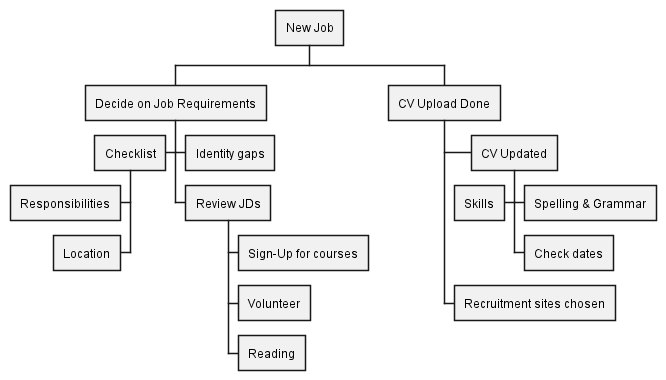 New Job
Decide on Job Requirements
CV Upload Done
Checklist
Identity gaps
CV Updated
Responsibilities
Review JDs
Skills
Spelling & Grammar
Location
Sign-Up for courses
Check dates
Volunteer
Recruitment sites chosen
Reading